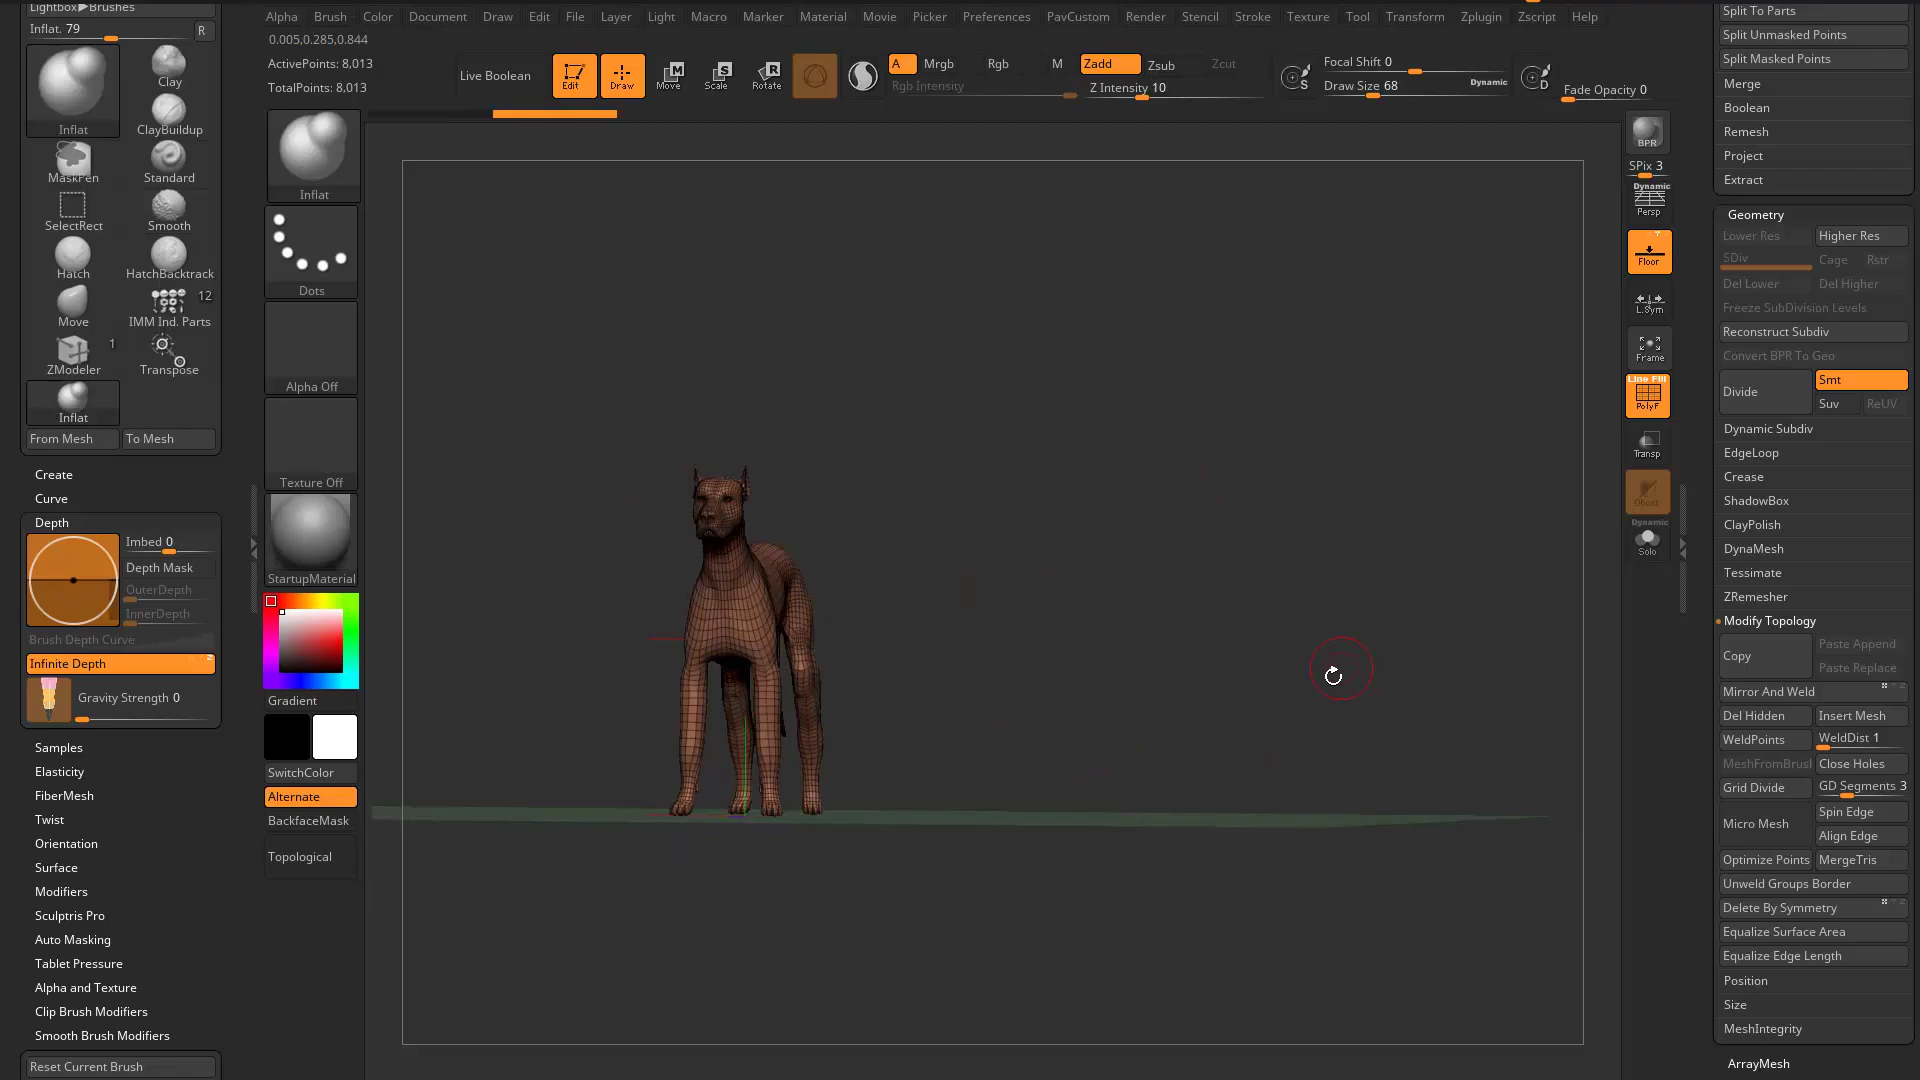 Lightbox▶Brushes
Inflat. 79
R
Inflat
Clay
ClayBuildup
MaskPen
Standard
SelectRect
Smooth
Hatch
HatchBacktrack
Move
12
IMM Ind. Parts
1
ZModeler
Transpose
Inflat
From Mesh
To Mesh
Create
Curve
Depth
Imbed 0
Depth Mask
OuterDepth
InnerDepth
Brush Depth Curve
Infinite Depth
Gravity Strength 0
Samples
Elasticity
FiberMesh
Twist
Orientation
Surface
Modifiers
Sculptris Pro
Auto Masking
Tablet Pressure
Alpha and Texture
Clip Brush Modifiers
Smooth Brush Modifiers
Reset Current Brush
Alpha Brush Color Document Draw Edit File Layer Light Macro Marker Material Movie Picker Preferences PavCustom Render Stencil Stroke Texture Tool Transform Zplugin Zscript Help
0.005,0.285,0.844
ActivePoints: 8,013
TotalPoints: 8,013
Live Boolean
Edit
Draw
M
Move
S
Scale
R
Rotate
A
Mrgb
Rgb
M
Zadd
Zsub
Zcut
Rgb Intensity
Z Intensity 10
S
Focal Shift 0
Draw Size 68
Dynamic
D
Fade Opacity 0
Inflat
Dots
Alpha Off
Texture Off
StartupMaterial
Gradient
SwitchColor
Alternate
BackfaceMask
Topological
BPR
SPix 3
Dynamic
Persp
Floor
L.Sym
Frame
Line Fill
PolyF
Transp
Ghost
Dynamic
Solo
Split To Parts
Split Unmasked Points
Split Masked Points
Merge
Boolean
Remesh
Project
Extract
Geometry
Lower Res
Higher Res
SDiv
Cage
Rstr
Del Lower
Del Higher
Freeze SubDivision Levels
Reconstruct Subdiv
Convert BPR To Geo
Divide
Smt
Suv
ReUV
Dynamic Subdiv
EdgeLoop
Crease
ShadowBox
ClayPolish
DynaMesh
Tessimate
ZRemesher
Modify Topology
Copy
Paste Append
Paste Replace
Mirror And Weld
Del Hidden
Insert Mesh
WeldPoints
WeldDist 1
MeshFromBrush
Close Holes
Grid Divide
GD Segments 3
Micro Mesh
Spin Edge
Align Edge
Optimize Points
MergeTris
Unweld Groups Border
Delete By Symmetry
Equalize Surface Area
Equalize Edge Length
Position
Size
MeshIntegrity
ArrayMesh